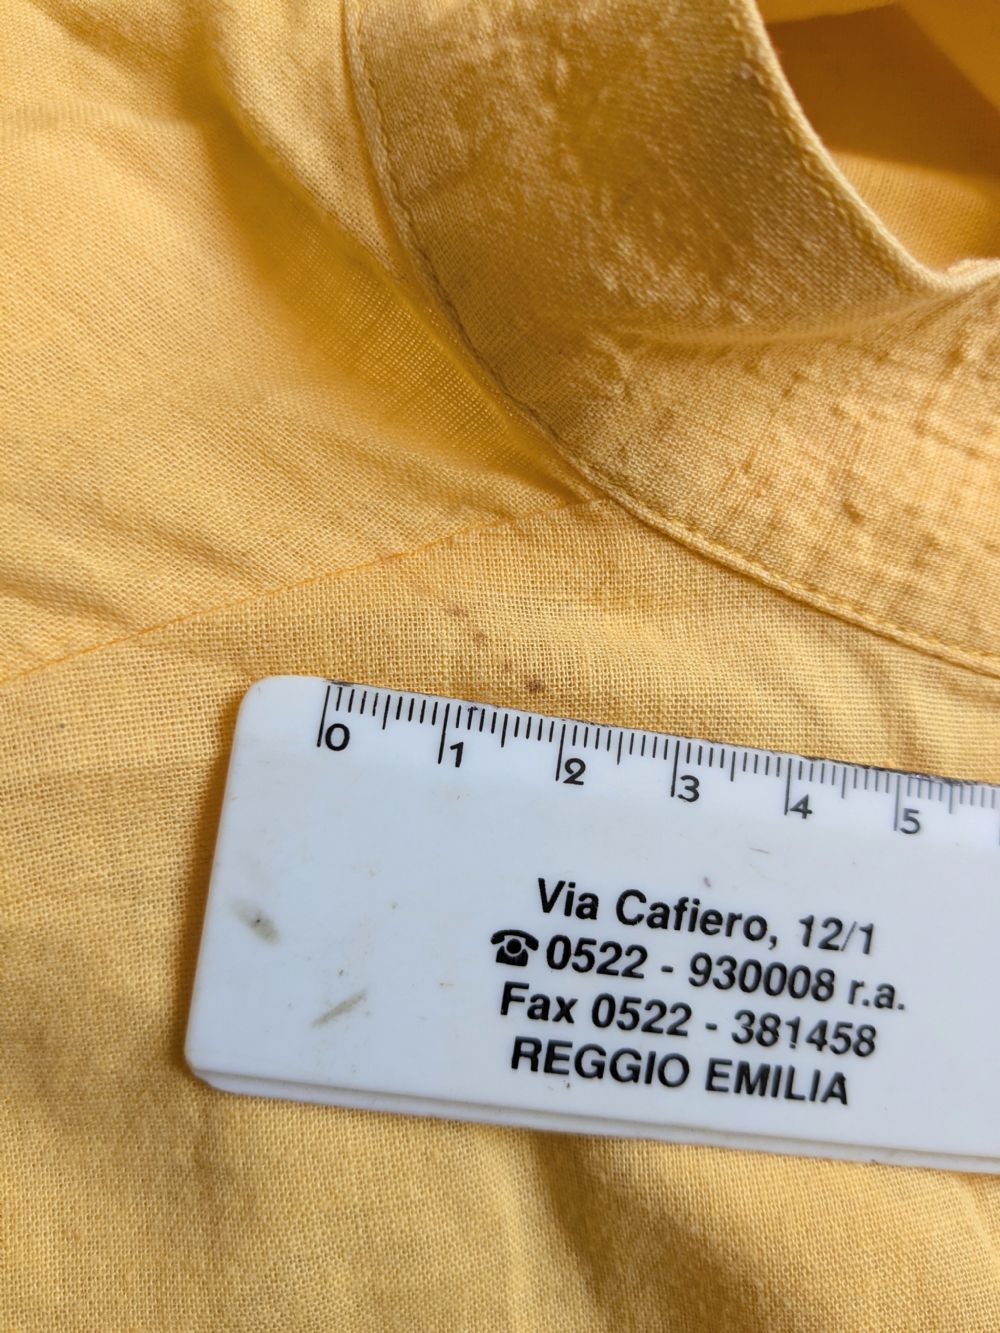 0 1 2 3 4 5
Via Cafiero, 12/1
☎0522 - 930008 r.a.
Fax 0522 - 381458
REGGIO EMILIA